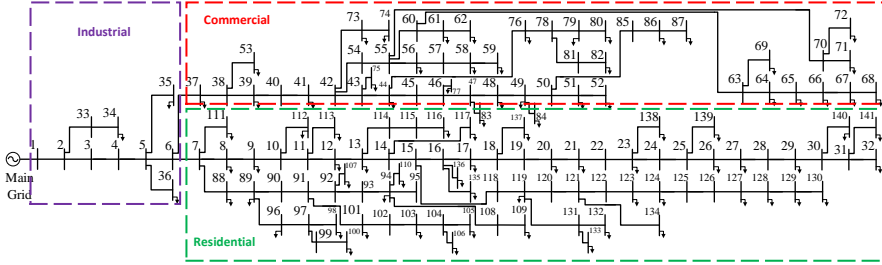 Industrial
Commercial
73 74 60 61 62 76 78 79 80 85 86 87 72
53 54 55 56 57 58 59 81 82 69 70 71
35 37 38 39 40 41 42 43 75 44 45 46 77 47 48 49 50 51 52 63 64 65 66 67 68
33 34 111 112 113 114 115 116 117 83 137 84 138 139 140 141
1 2 3 4 5 6 7 8 9 10 11 12 13 14 15 16 17 18 19 20 21 22 23 24 25 26 27 28 29 30 31 32
Main
Grid
36 88 89 90 91 92 107 93 94 110 95 136 135 118 119 120 121 122 123 124 125 126 127 128 129 130
96 97 98 101 102 103 104 105 108 109 131 132 134
99 100 106 133
Residential